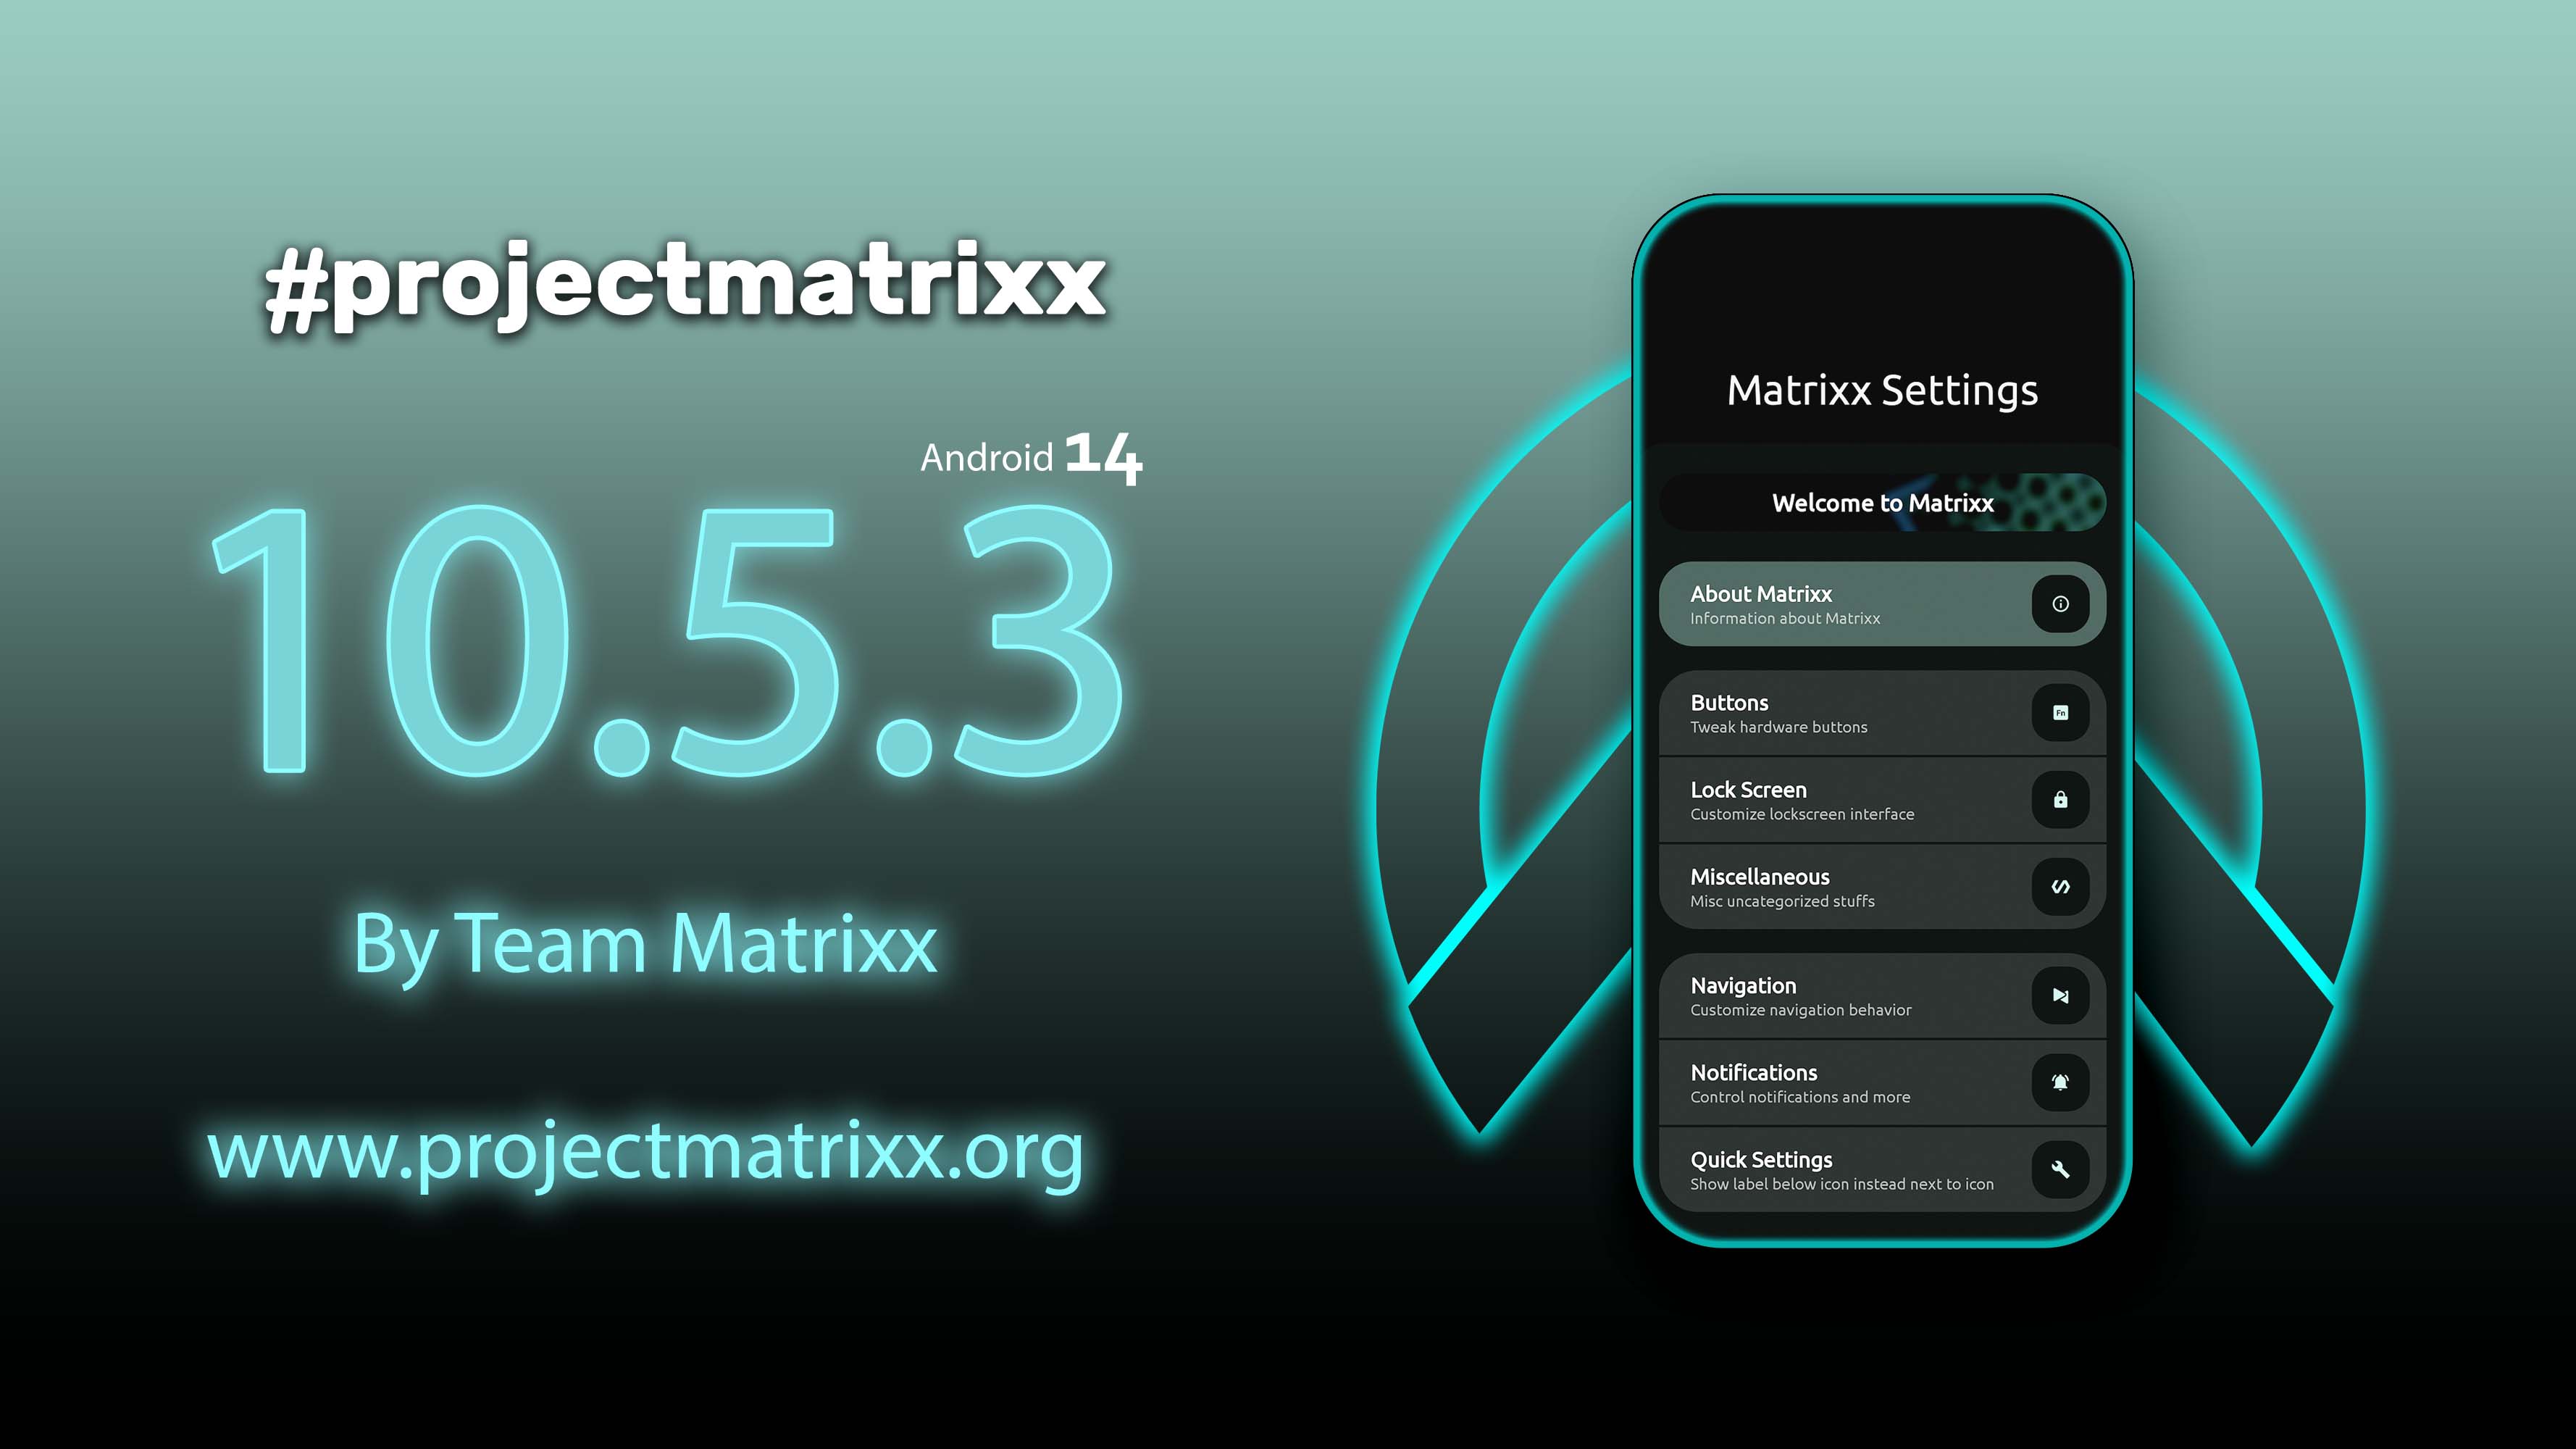 #projectmatrixx
Android 14
10.5.3
By Team Matrixx
www.projectmatrixx.org
Matrixx Settings
Welcome to Matrixx
About Matrixx
Information about Matrixx
Buttons
Tweak hardware buttons
Fn
Lock Screen
Customize lockscreen interface
Miscellaneous
Misc uncategorized stuffs
Navigation
Customize navigation behavior
Notifications
Control notifications and more
Quick Settings
Show label below icon instead next to icon